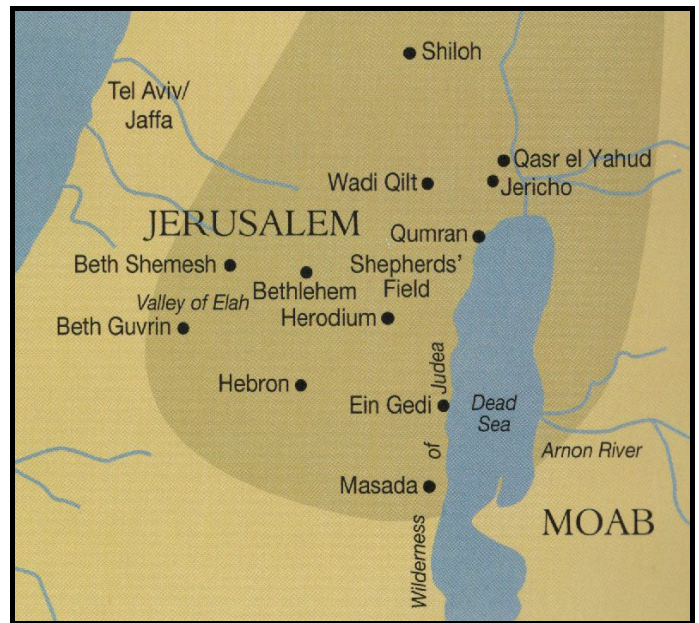 Shiloh
Tel Aviv/
Jaffa
Qasr el Yahud
Wadi Qilt
Jericho
JERUSALEM
Qumran
Beth Shemesh
Shepherds'
Field
Bethlehem
Valley of Elah
Herodium
Beth Guvrin
Hebron
Ein Gedi
Dead
Sea
Arnon River
Masada
MOAB
Wilderness of Judea